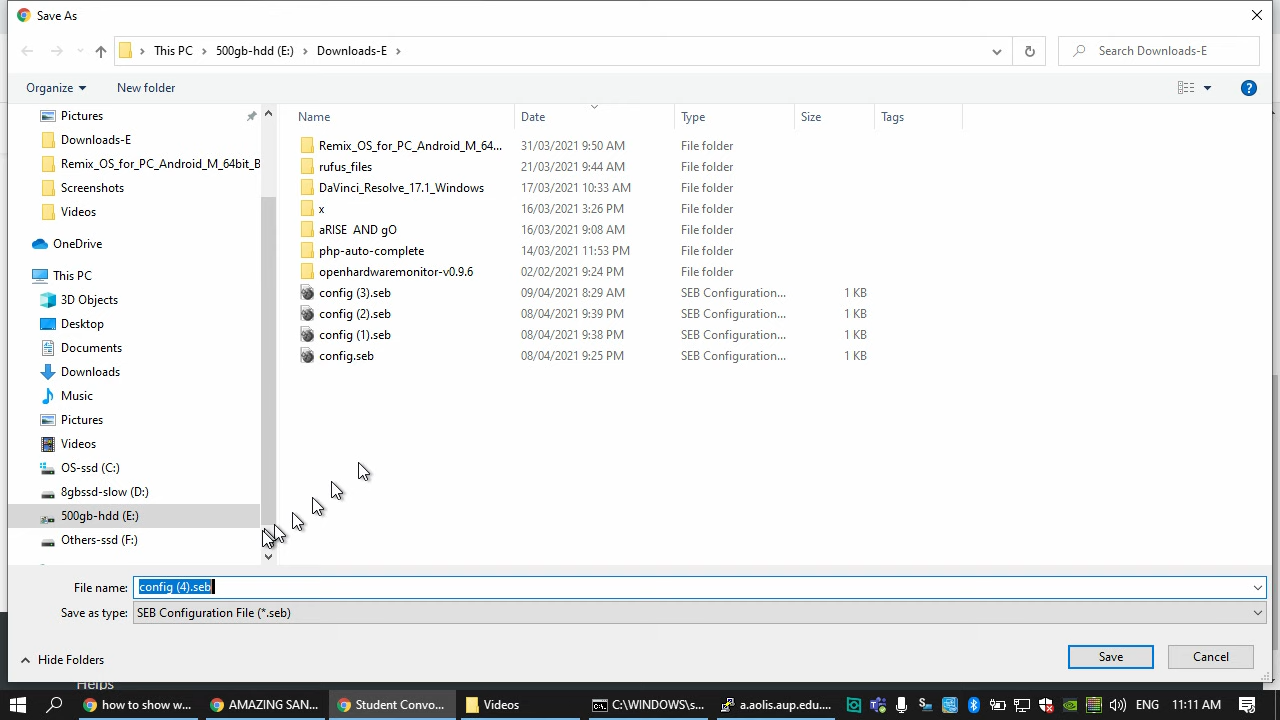 Save As
This PC > 500gb-hdd (E:) > Downloads-E >
Search Downloads-E
Organize
New folder
Name Date Type Size Tags
Pictures
Downloads-E
Remix_OS_for_PC_Android_M_64bit_B
Screenshots
Videos
OneDrive
This PC
3D Objects
Desktop
Documents
Downloads
Music
Pictures
Videos
OS-ssd (C:)
8gbssd-slow (D:)
500gb-hdd (E:)
Others-ssd (F:)
Remix_OS_for_PC_Android_M_64... 31/03/2021 9:50 AM File folder
rufus_files 21/03/2021 9:44 AM File folder
DaVinci_Resolve_17.1_Windows 17/03/2021 10:33 AM File folder
x 16/03/2021 3:26 PM File folder
aRISE AND gO 16/03/2021 9:08 AM File folder
php-auto-complete 14/03/2021 11:53 PM File folder
openhardwaremonitor-v0.9.6 02/02/2021 9:24 PM File folder
config (3).seb 09/04/2021 8:29 AM SEB Configuration... 1 KB
config (2).seb 08/04/2021 9:39 PM SEB Configuration... 1 KB
config (1).seb 08/04/2021 9:38 PM SEB Configuration... 1 KB
config.seb 08/04/2021 9:25 PM SEB Configuration... 1 KB
File name: config (4).seb
Save as type: SEB Configuration File (*.seb)
Hide Folders
Save
Cancel
Helps
how to show w...
AMAZING SAN...
Student Convo...
Videos
C:\WINDOWS\s...
a.aolis.aup.edu....
ENG
11:11 AM